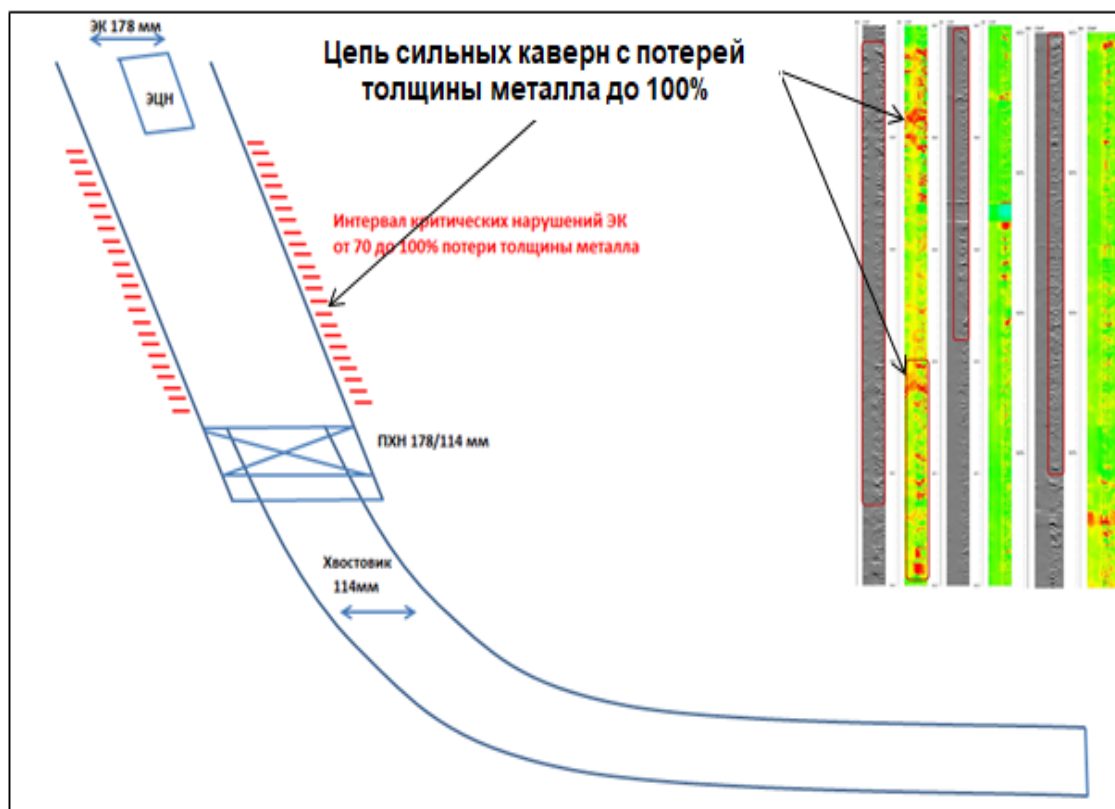 ЭК 178 мм
ЭЦН
Цепь сильных каверн с потерей
толщины металла до 100%
Интервал критических нарушений ЭК
от 70 до 100% потери толщины металла
ПХН 178/114 мм
Хвостовик
114мм